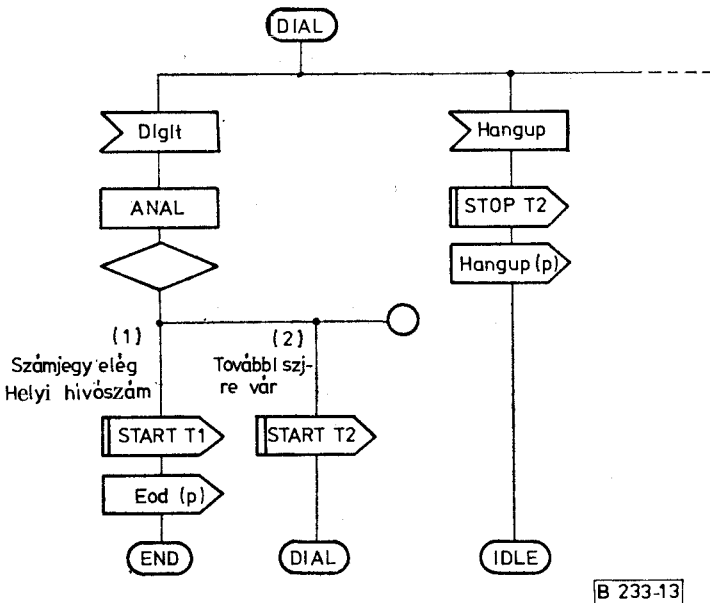 DIAL
Digit
Hangup
ANAL
STOP T2
Hangup (p)
(1)
Számjegy elég
Helyi hívószám
(2)
További szj-
re vár
START T1
START T2
Eod (p)
END
DIAL
IDLE
B 233-13